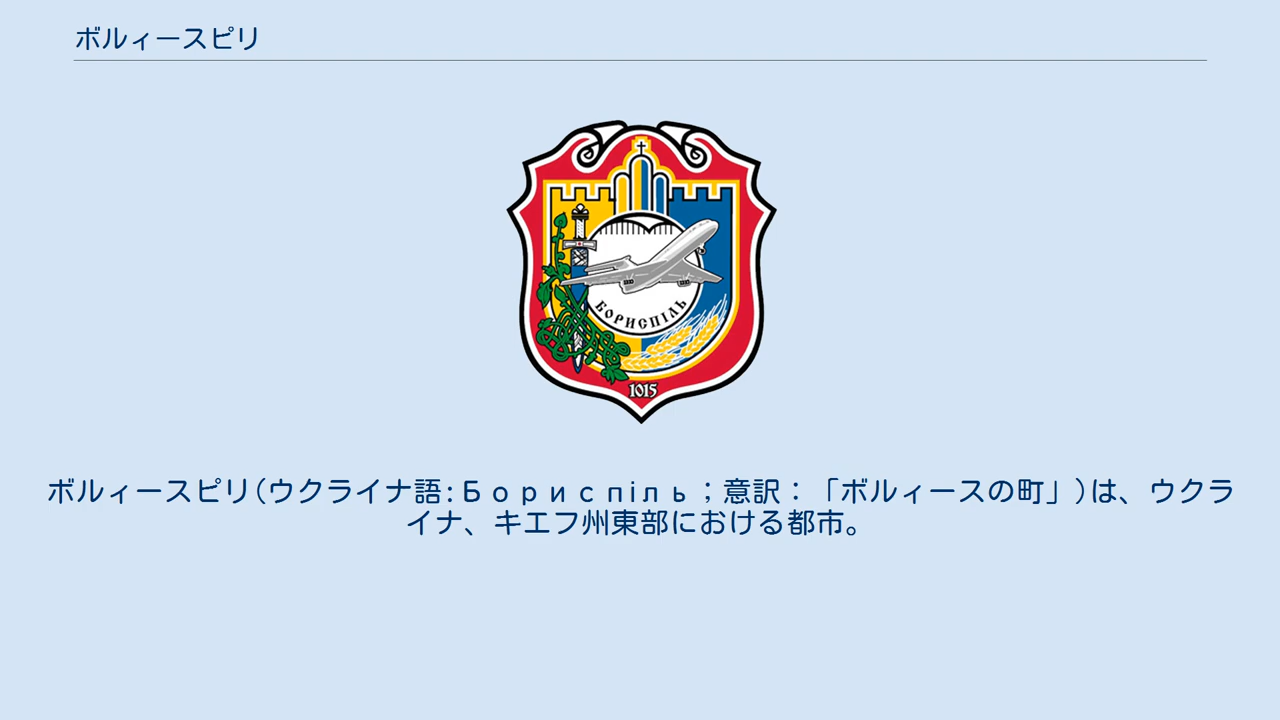 ボルィースピリ
БОРИСПІЛЬ
1015
ボルィースピリ(ウクライナ語:Бориспіль;意訳：「ボルィースの町」)は、ウクラ
イナ、キエフ州東部における都市。